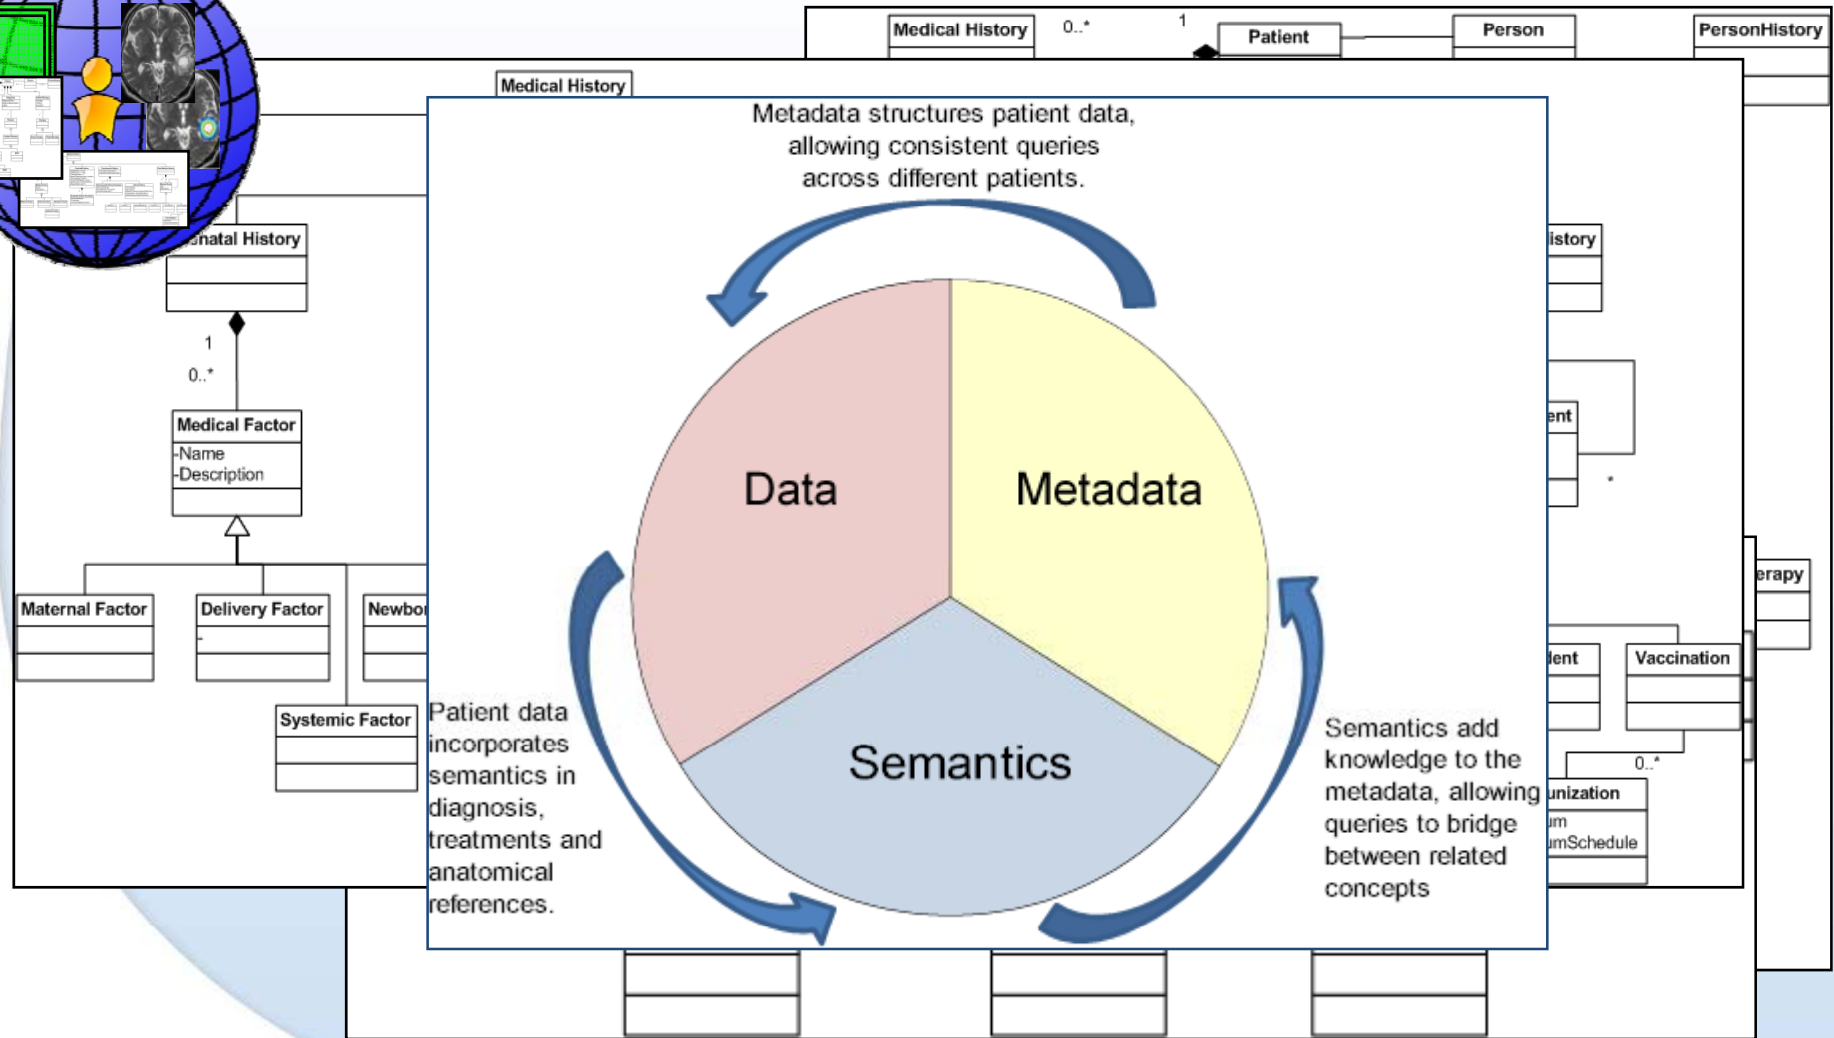 Medical History
0..*
1
Patient
Person
PersonHistory
Medical History
Metadata structures patient data,
allowing consistent queries
across different patients.
natal History
istory
1
0..*
Medical Factor
-Name
-Description
ent
*
Data
Metadata
Maternal Factor
Delivery Factor
-
Newbor
erapy
Systemic Factor
dent
Vaccination
Patient data
incorporates
semantics in
diagnosis,
treatments and
anatomical
references.
Semantics
Semantics add
knowledge to the
metadata, allowing
queries to bridge
between related
concepts
0..*
unization
um
umSchedule